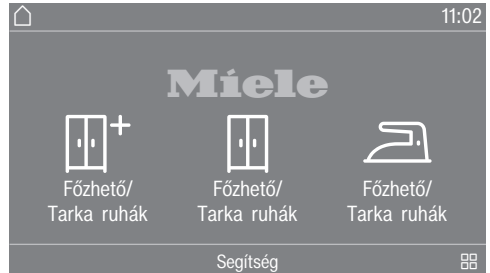 11:02
Miele
Főzhető/ Főzhető/ Főzhető/
Tarka ruhák Tarka ruhák Tarka ruhák
Segítség